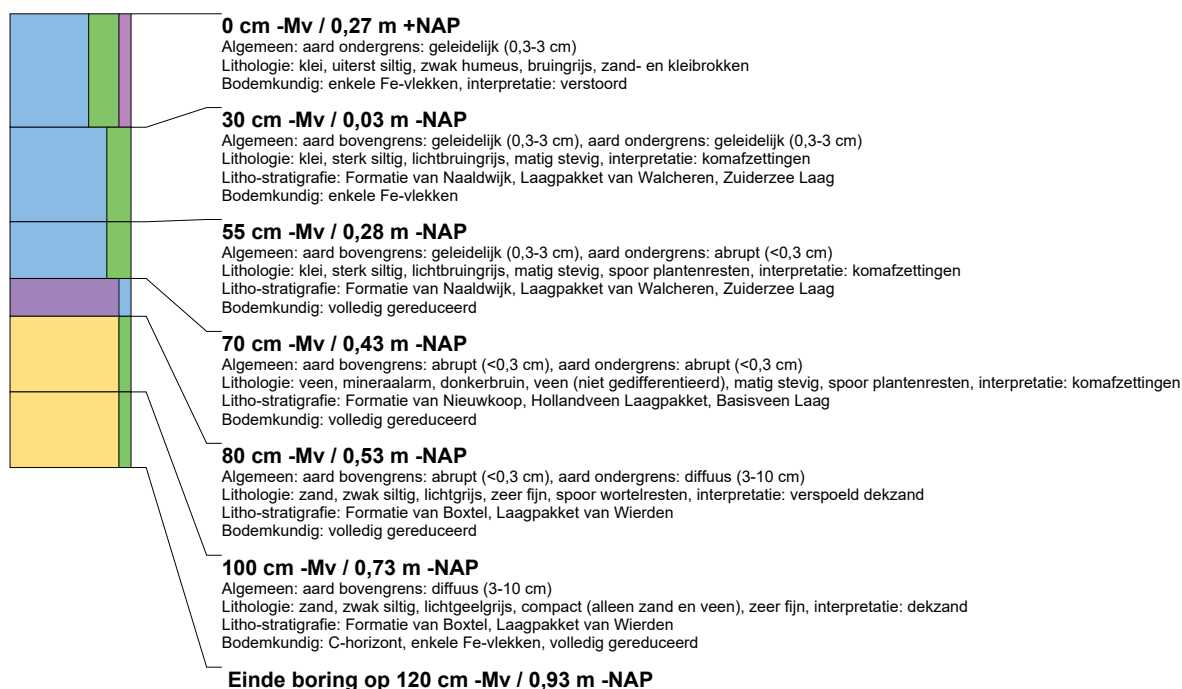 0 cm -Mv / 0,27 m +NAP
Algemeen: aard ondergrens: geleidelijk (0,3-3 cm)
Lithologie: klei, uiterst siltig, zwak humeus, bruingrijs, zand- en kleibrokken
Bodemkundig: enkele Fe-vlekken, interpretatie: verstoord
30 cm -Mv / 0,03 m -NAP
Algemeen: aard bovengrens: geleidelijk (0,3-3 cm), aard ondergrens: geleidelijk (0,3-3 cm)
Lithologie: klei, sterk siltig, lichtbruingrijs, matig stevig, interpretatie: komafzettingen
Litho-stratigrafie: Formatie van Naaldwijk, Laagpakket van Walcheren, Zuiderzee Laag
Bodemkundig: enkele Fe-vlekken
55 cm -Mv / 0,28 m -NAP
Algemeen: aard bovengrens: geleidelijk (0,3-3 cm), aard ondergrens: abrupt (<0,3 cm)
Lithologie: klei, sterk siltig, lichtbruingrijs, matig stevig, spoor plantenresten, interpretatie: komafzettingen
Litho-stratigrafie: Formatie van Naaldwijk, Laagpakket van Walcheren, Zuiderzee Laag
Bodemkundig: volledig gereduceerd
70 cm -Mv / 0,43 m -NAP
Algemeen: aard bovengrens: abrupt (<0,3 cm), aard ondergrens: abrupt (<0,3 cm)
Lithologie: veen, mineraalarm, donkerbruin, veen (niet gedifferentieerd), matig stevig, spoor plantenresten, interpretatie: komafzettingen
Litho-stratigrafie: Formatie van Nieuwkoop, Hollandveen Laagpakket, Basisveen Laag
Bodemkundig: volledig gereduceerd
80 cm -Mv / 0,53 m -NAP
Algemeen: aard bovengrens: abrupt (<0,3 cm), aard ondergrens: diffuus (3-10 cm)
Lithologie: zand, zwak siltig, lichtgrijs, zeer fijn, spoor wortelresten, interpretatie: verspoeld dekzand
Litho-stratigrafie: Formatie van Boxtel, Laagpakket van Wierden
Bodemkundig: volledig gereduceerd
100 cm -Mv / 0,73 m -NAP
Algemeen: aard bovengrens: diffuus (3-10 cm)
Lithologie: zand, zwak siltig, lichtgeelgrijs, compact (alleen zand en veen), zeer fijn, interpretatie: dekzand
Litho-stratigrafie: Formatie van Boxtel, Laagpakket van Wierden
Bodemkundig: C-horizont, enkele Fe-vlekken, volledig gereduceerd
Einde boring op 120 cm -Mv / 0,93 m -NAP